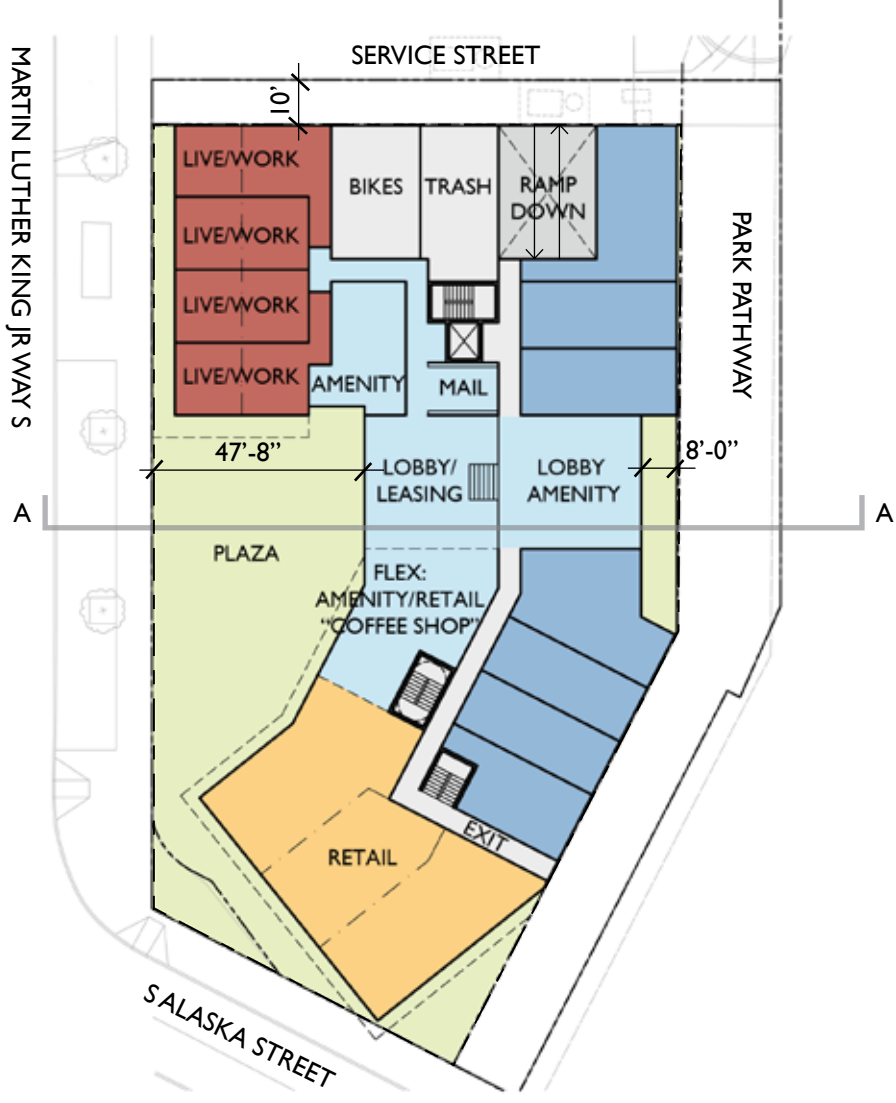 SERVICE STREET
MARTIN LUTHER KING JR WAY S
10'
LIVE/WORK
BIKES
TRASH
RAMP
DOWN
LIVE/WORK
LIVE/WORK
LIVE/WORK
AMENITY
MAIL
PARK PATHWAY
47'-8”
8'-0”
LOBBY/
LEASING
LOBBY
AMENITY
A
A
PLAZA
FLEX:
AMENITY/RETAIL
“COFFEE SHOP”
EXIT
RETAIL
S ALASKA STREET